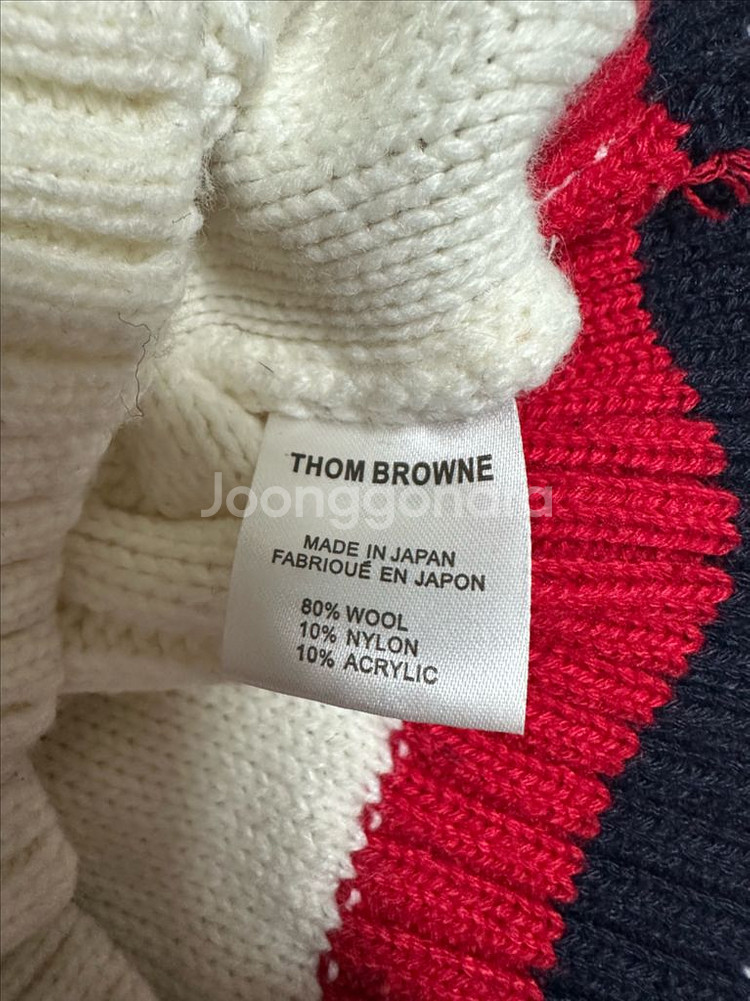 THOM BROWNE
Joonggonara
MADE IN JAPAN
FABRIOUÉ EN JAPON
80% WOOL
10% NYLON
10% ACRYLIC